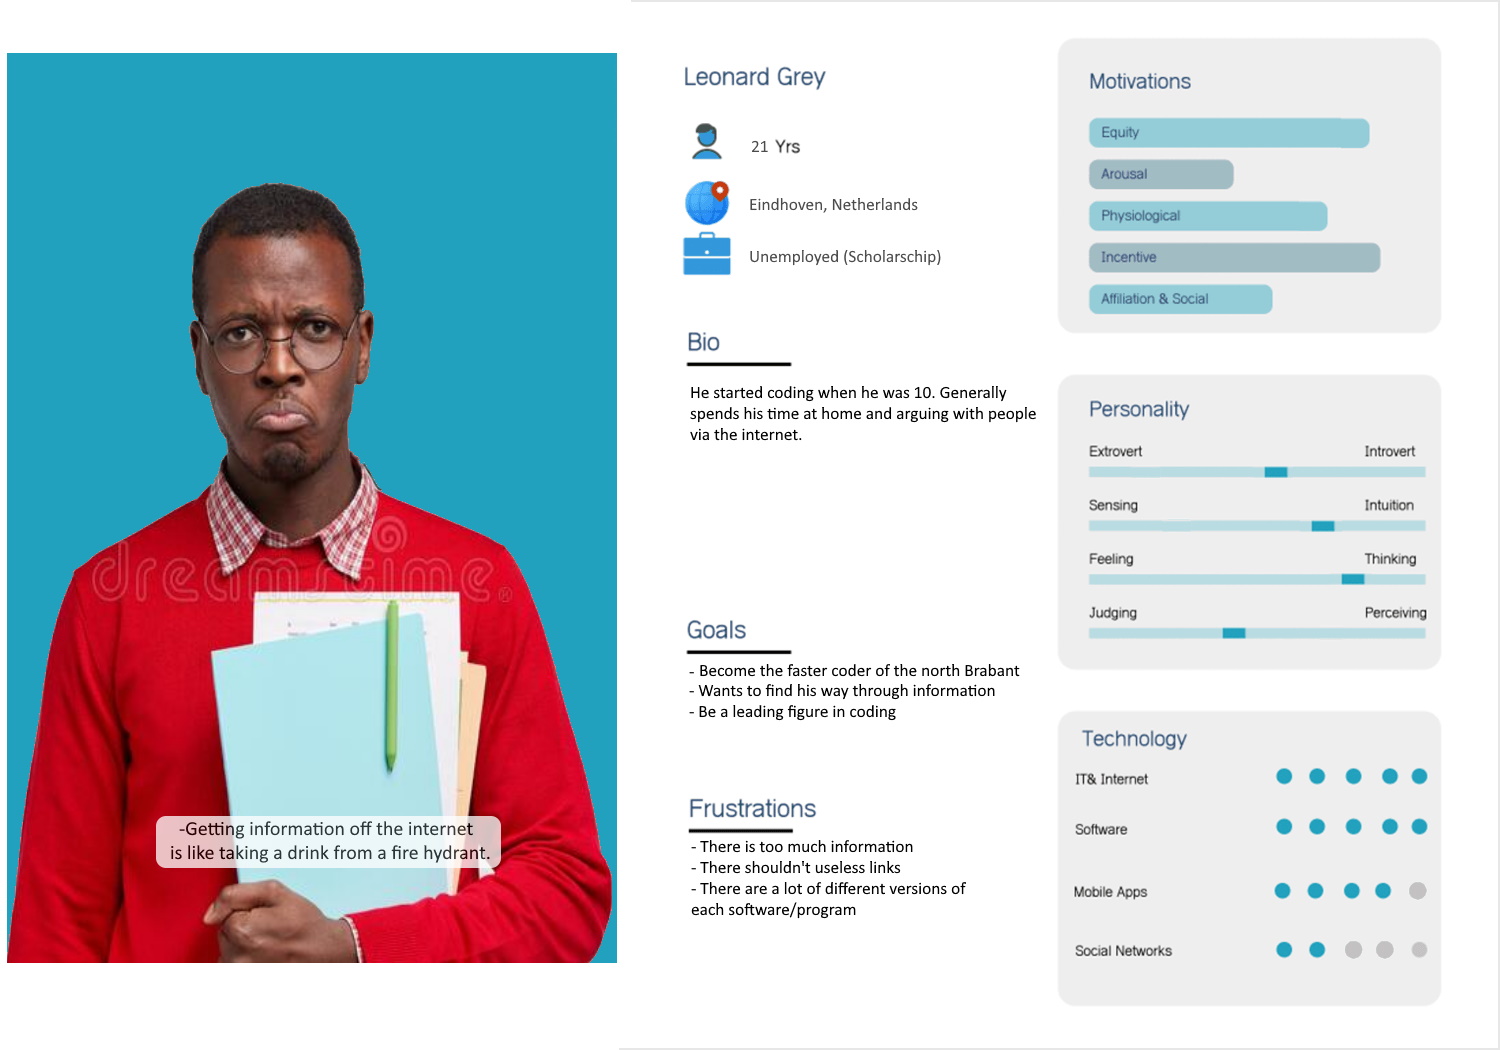 dreamstime®
-Getting information off the internet
is like taking a drink from a fire hydrant.
Leonard Grey
21 Yrs
Eindhoven, Netherlands
Unemployed (Scholarschip)
Bio
He started coding when he was 10. Generally
spends his time at home and arguing with people
via the internet.
Goals
- Become the faster coder of the north Brabant
- Wants to find his way through information
- Be a leading figure in coding
Frustrations
- There is too much information
- There shouldn't useless links
- There are a lot of different versions of
each software/program
Motivations
Equity
Arousal
Physiological
Incentive
Affiliation & Social
Personality
Extrovert Introvert
Sensing Intuition
Feeling Thinking
Judging Perceiving
Technology
IT& Internet
Software
Mobile Apps
Social Networks